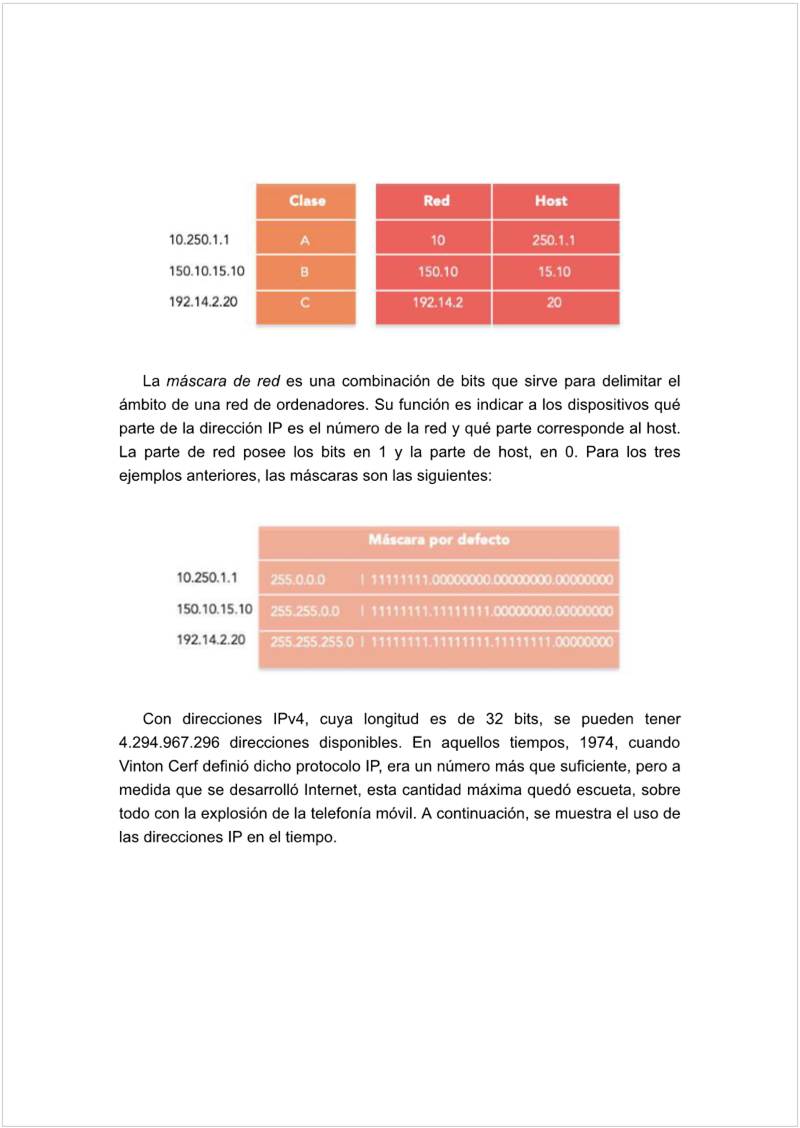 Clase Red Host
10.250.1.1 A 10 250.1.1
150.10.15.10 B 150.10 15.10
192.14.2.20 C 192.14.2 20
La máscara de red es una combinación de bits que sirve para delimitar el
ámbito de una red de ordenadores. Su función es indicar a los dispositivos qué
parte de la dirección IP es el número de la red y qué parte corresponde al host.
La parte de red posee los bits en 1 y la parte de host, en 0. Para los tres
ejemplos anteriores, las máscaras son las siguientes:
Máscara por defecto
10.250.1.1 255.0.0.0 | 11111111.00000000.00000000.00000000
150.10.15.10 255.255.0.0 | 11111111.11111111.00000000.00000000
192.14.2.20 255.255.255.0 | 11111111.11111111.11111111.00000000
Con direcciones IPv4, cuya longitud es de 32 bits, se pueden tener
4.294.967.296 direcciones disponibles. En aquellos tiempos, 1974, cuando
Vinton Cerf definió dicho protocolo IP, era un número más que suficiente, pero a
medida que se desarrolló Internet, esta cantidad máxima quedó escueta, sobre
todo con la explosión de la telefonía móvil. A continuación, se muestra el uso de
las direcciones IP en el tiempo.